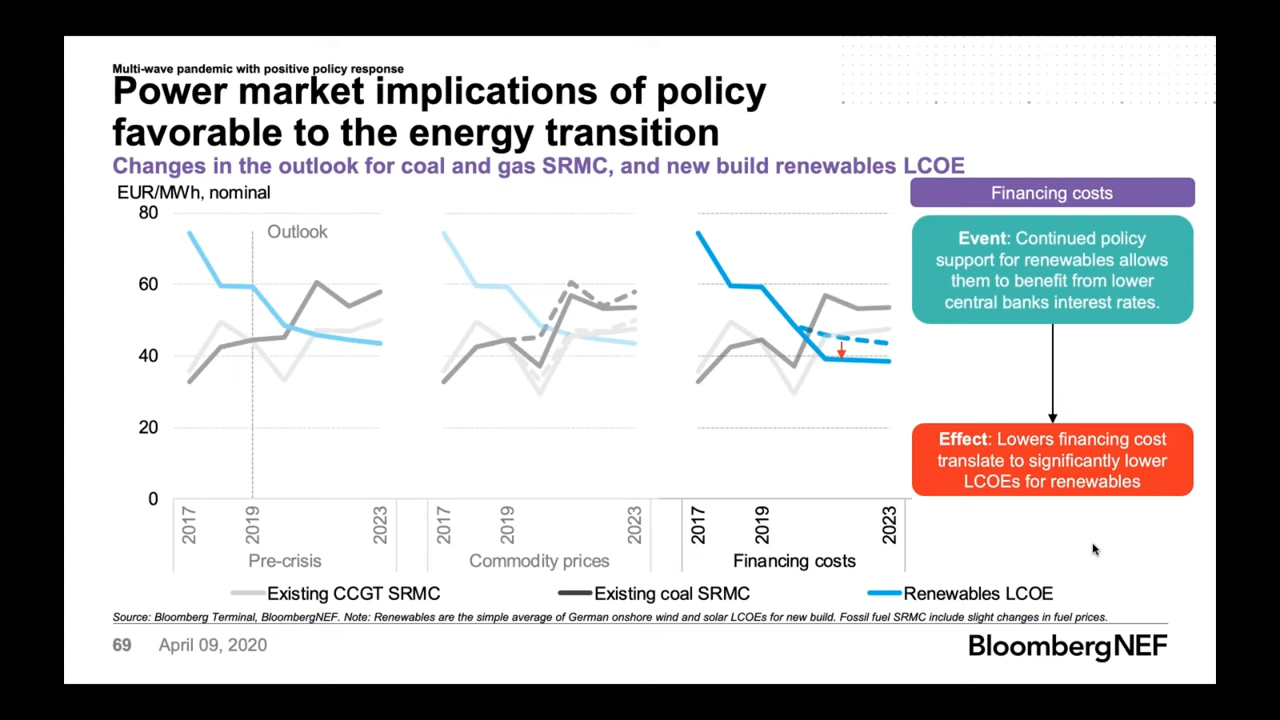 Multi-wave pandemic with positive policy response
Power market implications of policy
favorable to the energy transition
Changes in the outlook for coal and gas SRMC, and new build renewables LCOE
EUR/MWh, nominal
80
60
40
20
0
Outlook
2017
2019
2023
Pre-crisis
2017
2019
2023
Commodity prices
2017
2019
2023
Financing costs
Financing costs
Event: Continued policy
support for renewables allows
them to benefit from lower
central banks interest rates.
Effect: Lowers financing cost
translate to significantly lower
LCOEs for renewables
Existing CCGT SRMC
Existing coal SRMC
Renewables LCOE
Source: Bloomberg Terminal, BloombergNEF. Note: Renewables are the simple average of German onshore wind and solar LCOEs for new build. Fossil fuel SRMC include slight changes in fuel prices.
69 April 09, 2020
BloombergNEF